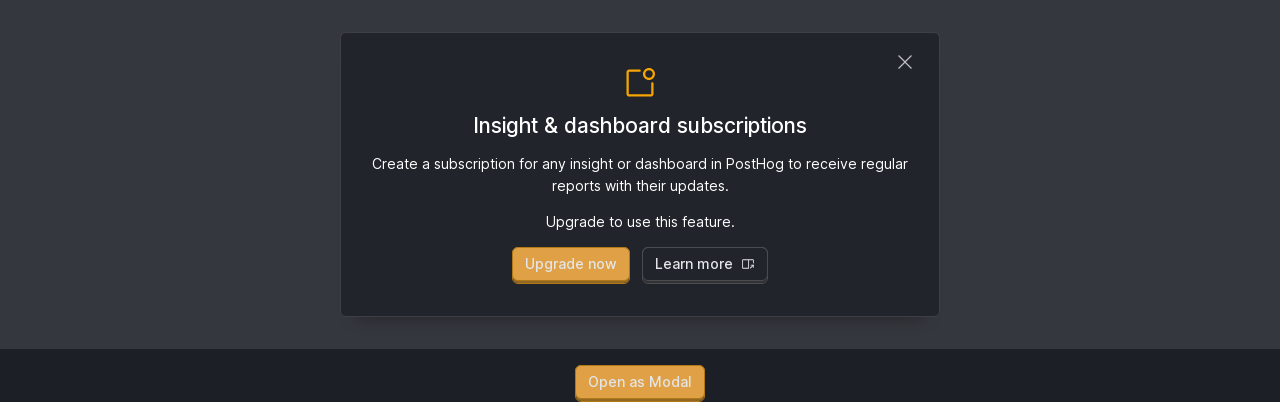 Insight & dashboard subscriptions
Create a subscription for any insight or dashboard in PostHog to receive regular
reports with their updates.
Upgrade to use this feature.
Upgrade now
Learn more
Open as Modal